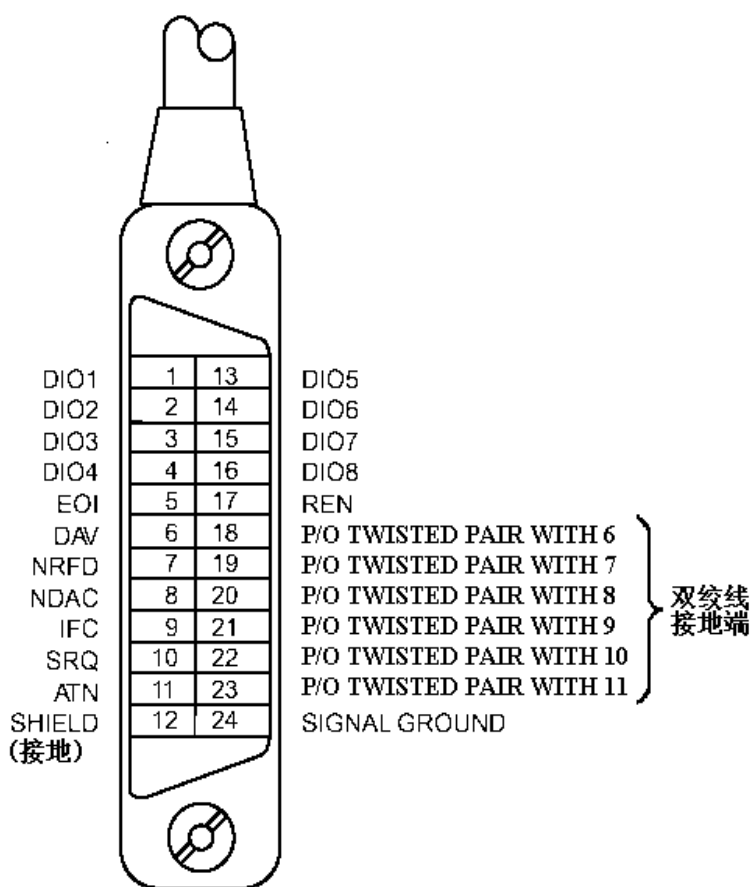 DIO1 1 13 DIO5
DIO2 2 14 DIO6
DIO3 3 15 DIO7
DIO4 4 16 DIO8
EOI 5 17 REN
DAV 6 18 P/O TWISTED PAIR WITH 6
NRFD 7 19 P/O TWISTED PAIR WITH 7
NDAC 8 20 P/O TWISTED PAIR WITH 8
IFC 9 21 P/O TWISTED PAIR WITH 9
SRQ 10 22 P/O TWISTED PAIR WITH 10
ATN 11 23 P/O TWISTED PAIR WITH 11
双绞线
接地端
SHIELD 12 24 SIGNAL GROUND
(接地)